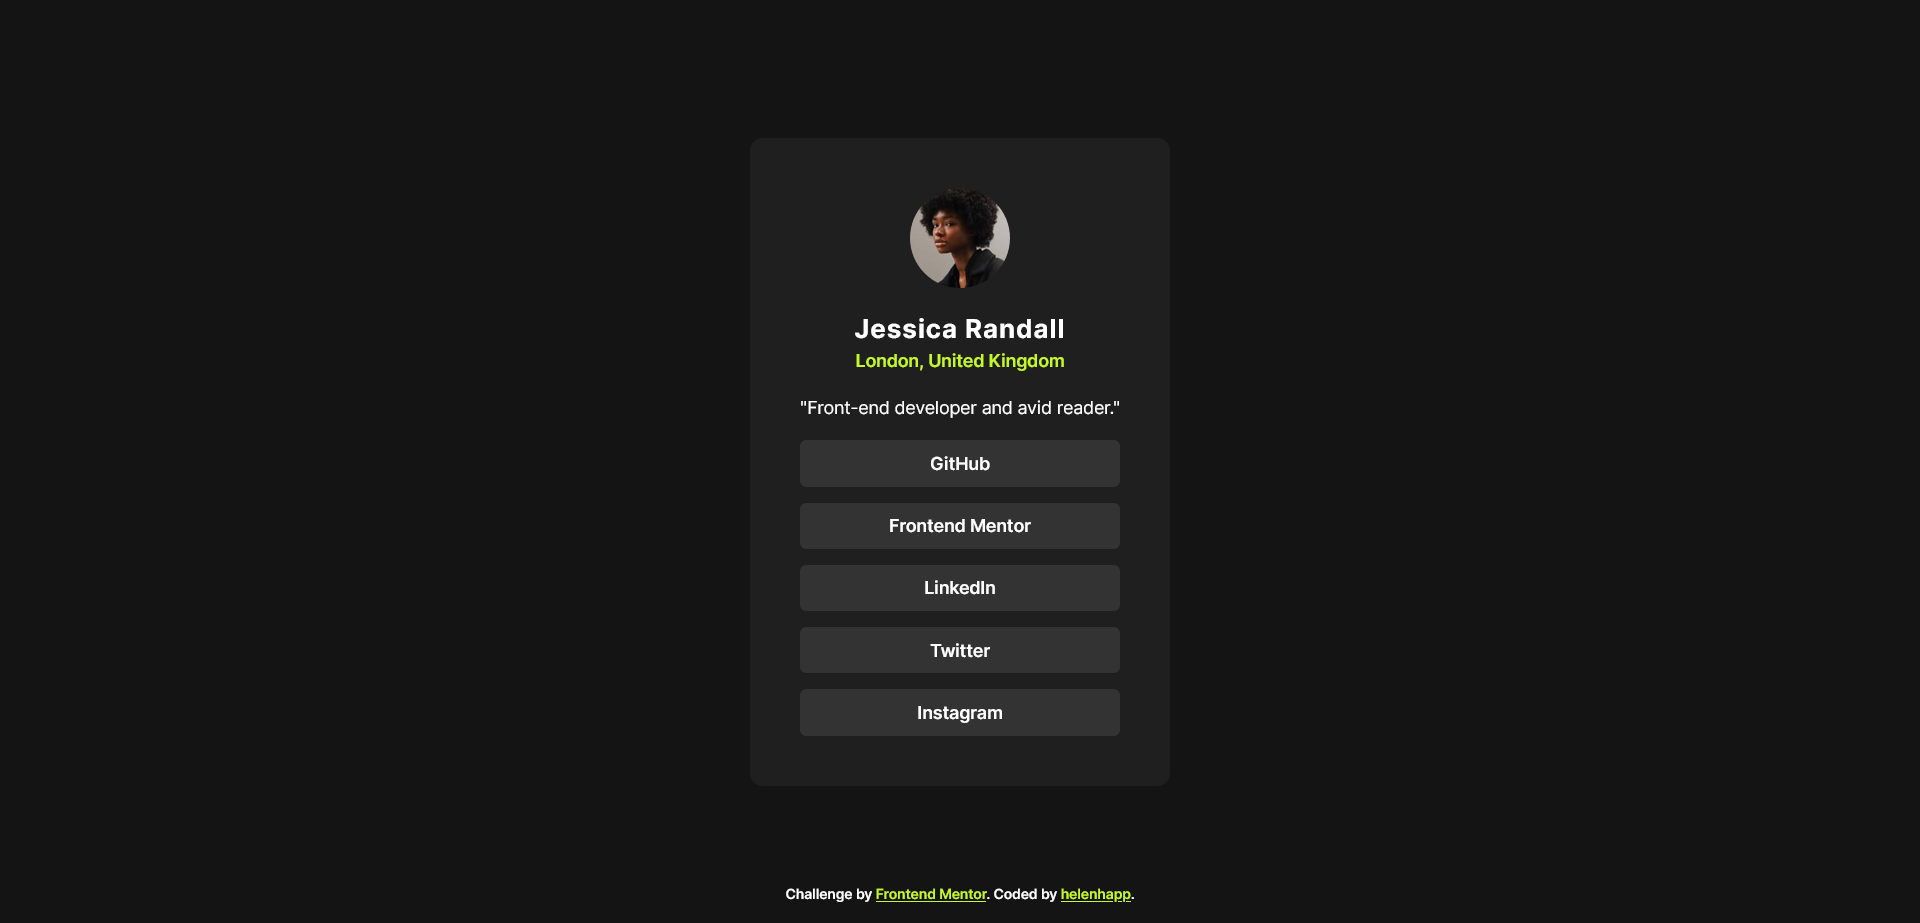 Jessica Randall
London, United Kingdom
"Front-end developer and avid reader."
GitHub
Frontend Mentor
LinkedIn
Twitter
Instagram
Challenge by Frontend Mentor. Coded by helenhapp.